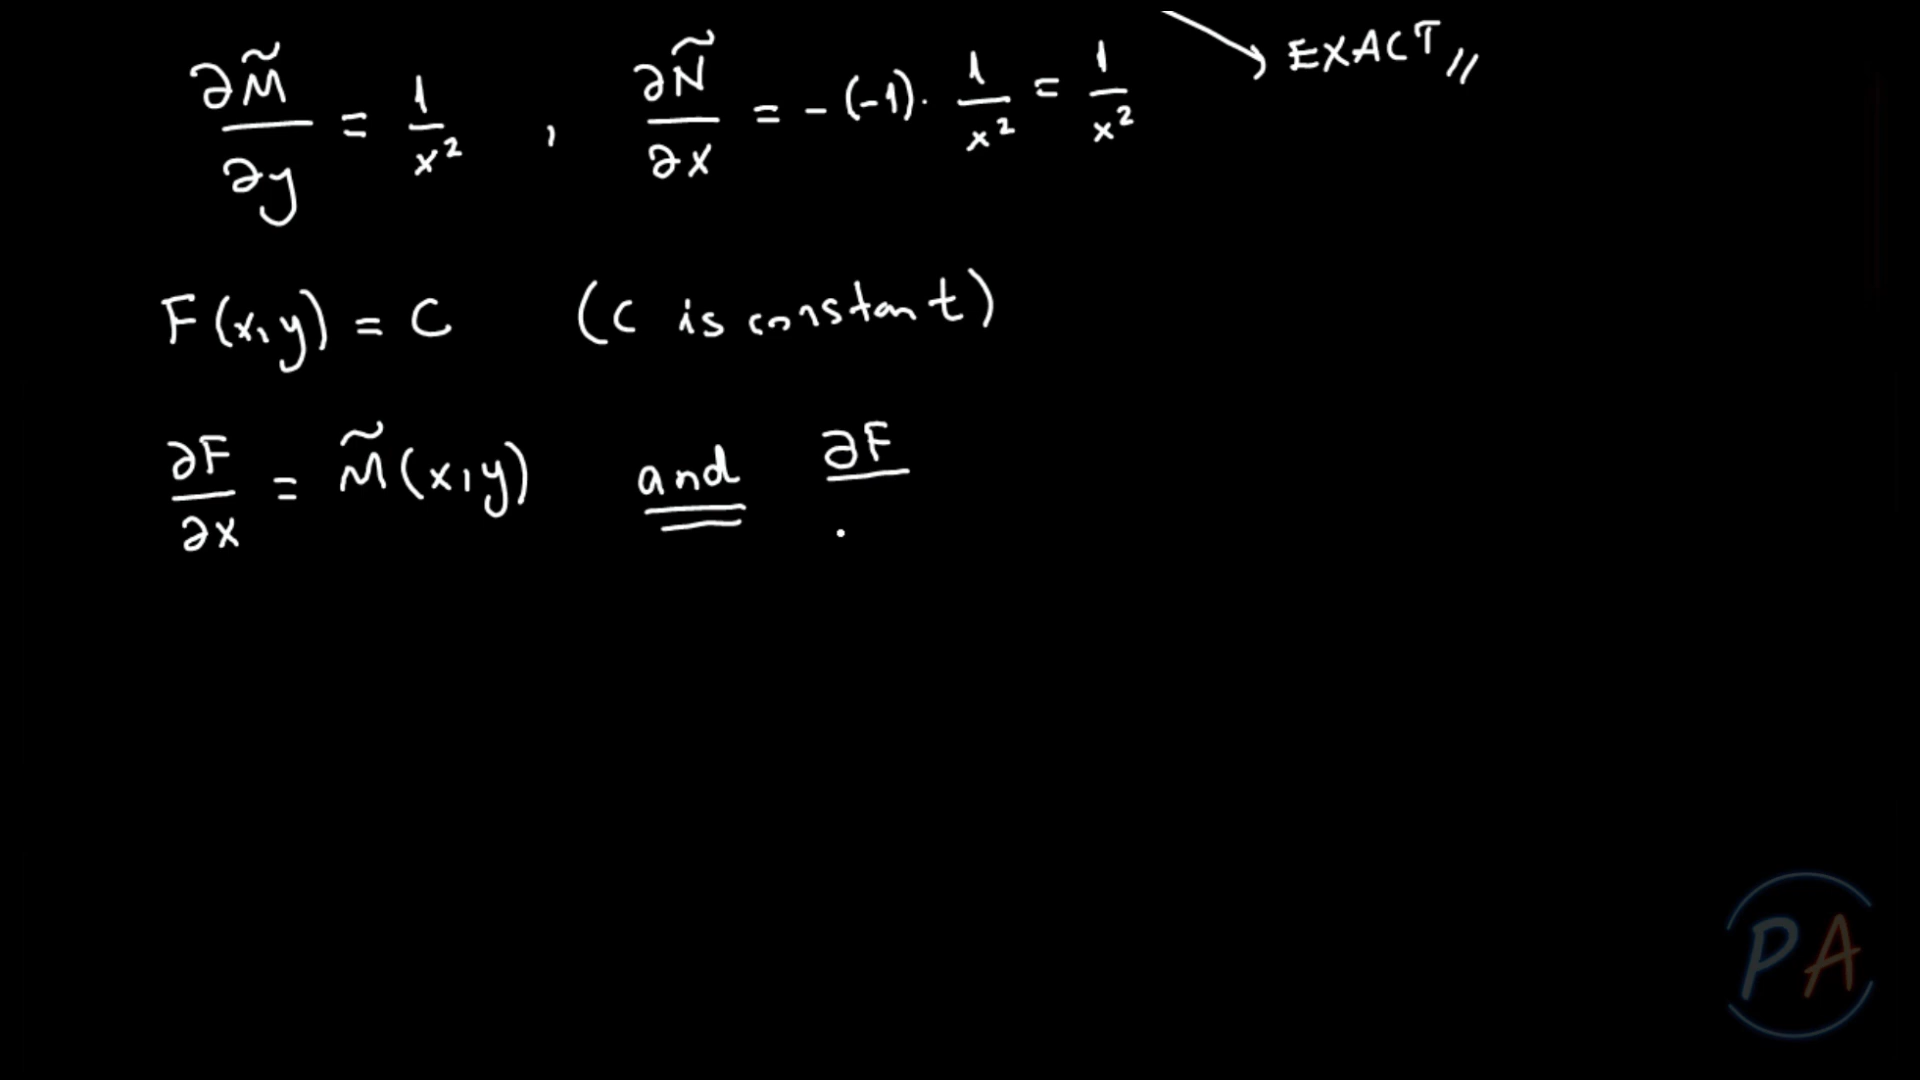 ∂M̃/∂y = 1/x² , ∂Ñ/∂x = -(-1)· 1/x² = 1/x² → EXACT //
F(x,y) = C (C is constant)
∂F/∂x = M̃(x,y) and ∂F
PA